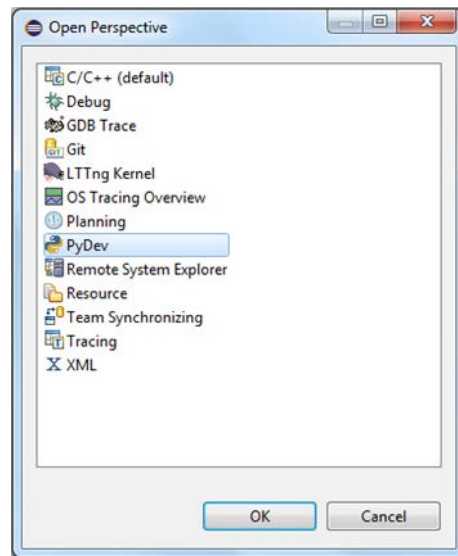 Open Perspective
C/C++ (default)
Debug
GDB Trace
Git
LTTng Kernel
OS Tracing Overview
Planning
PyDev
Remote System Explorer
Resource
Team Synchronizing
Tracing
XML
OK Cancel